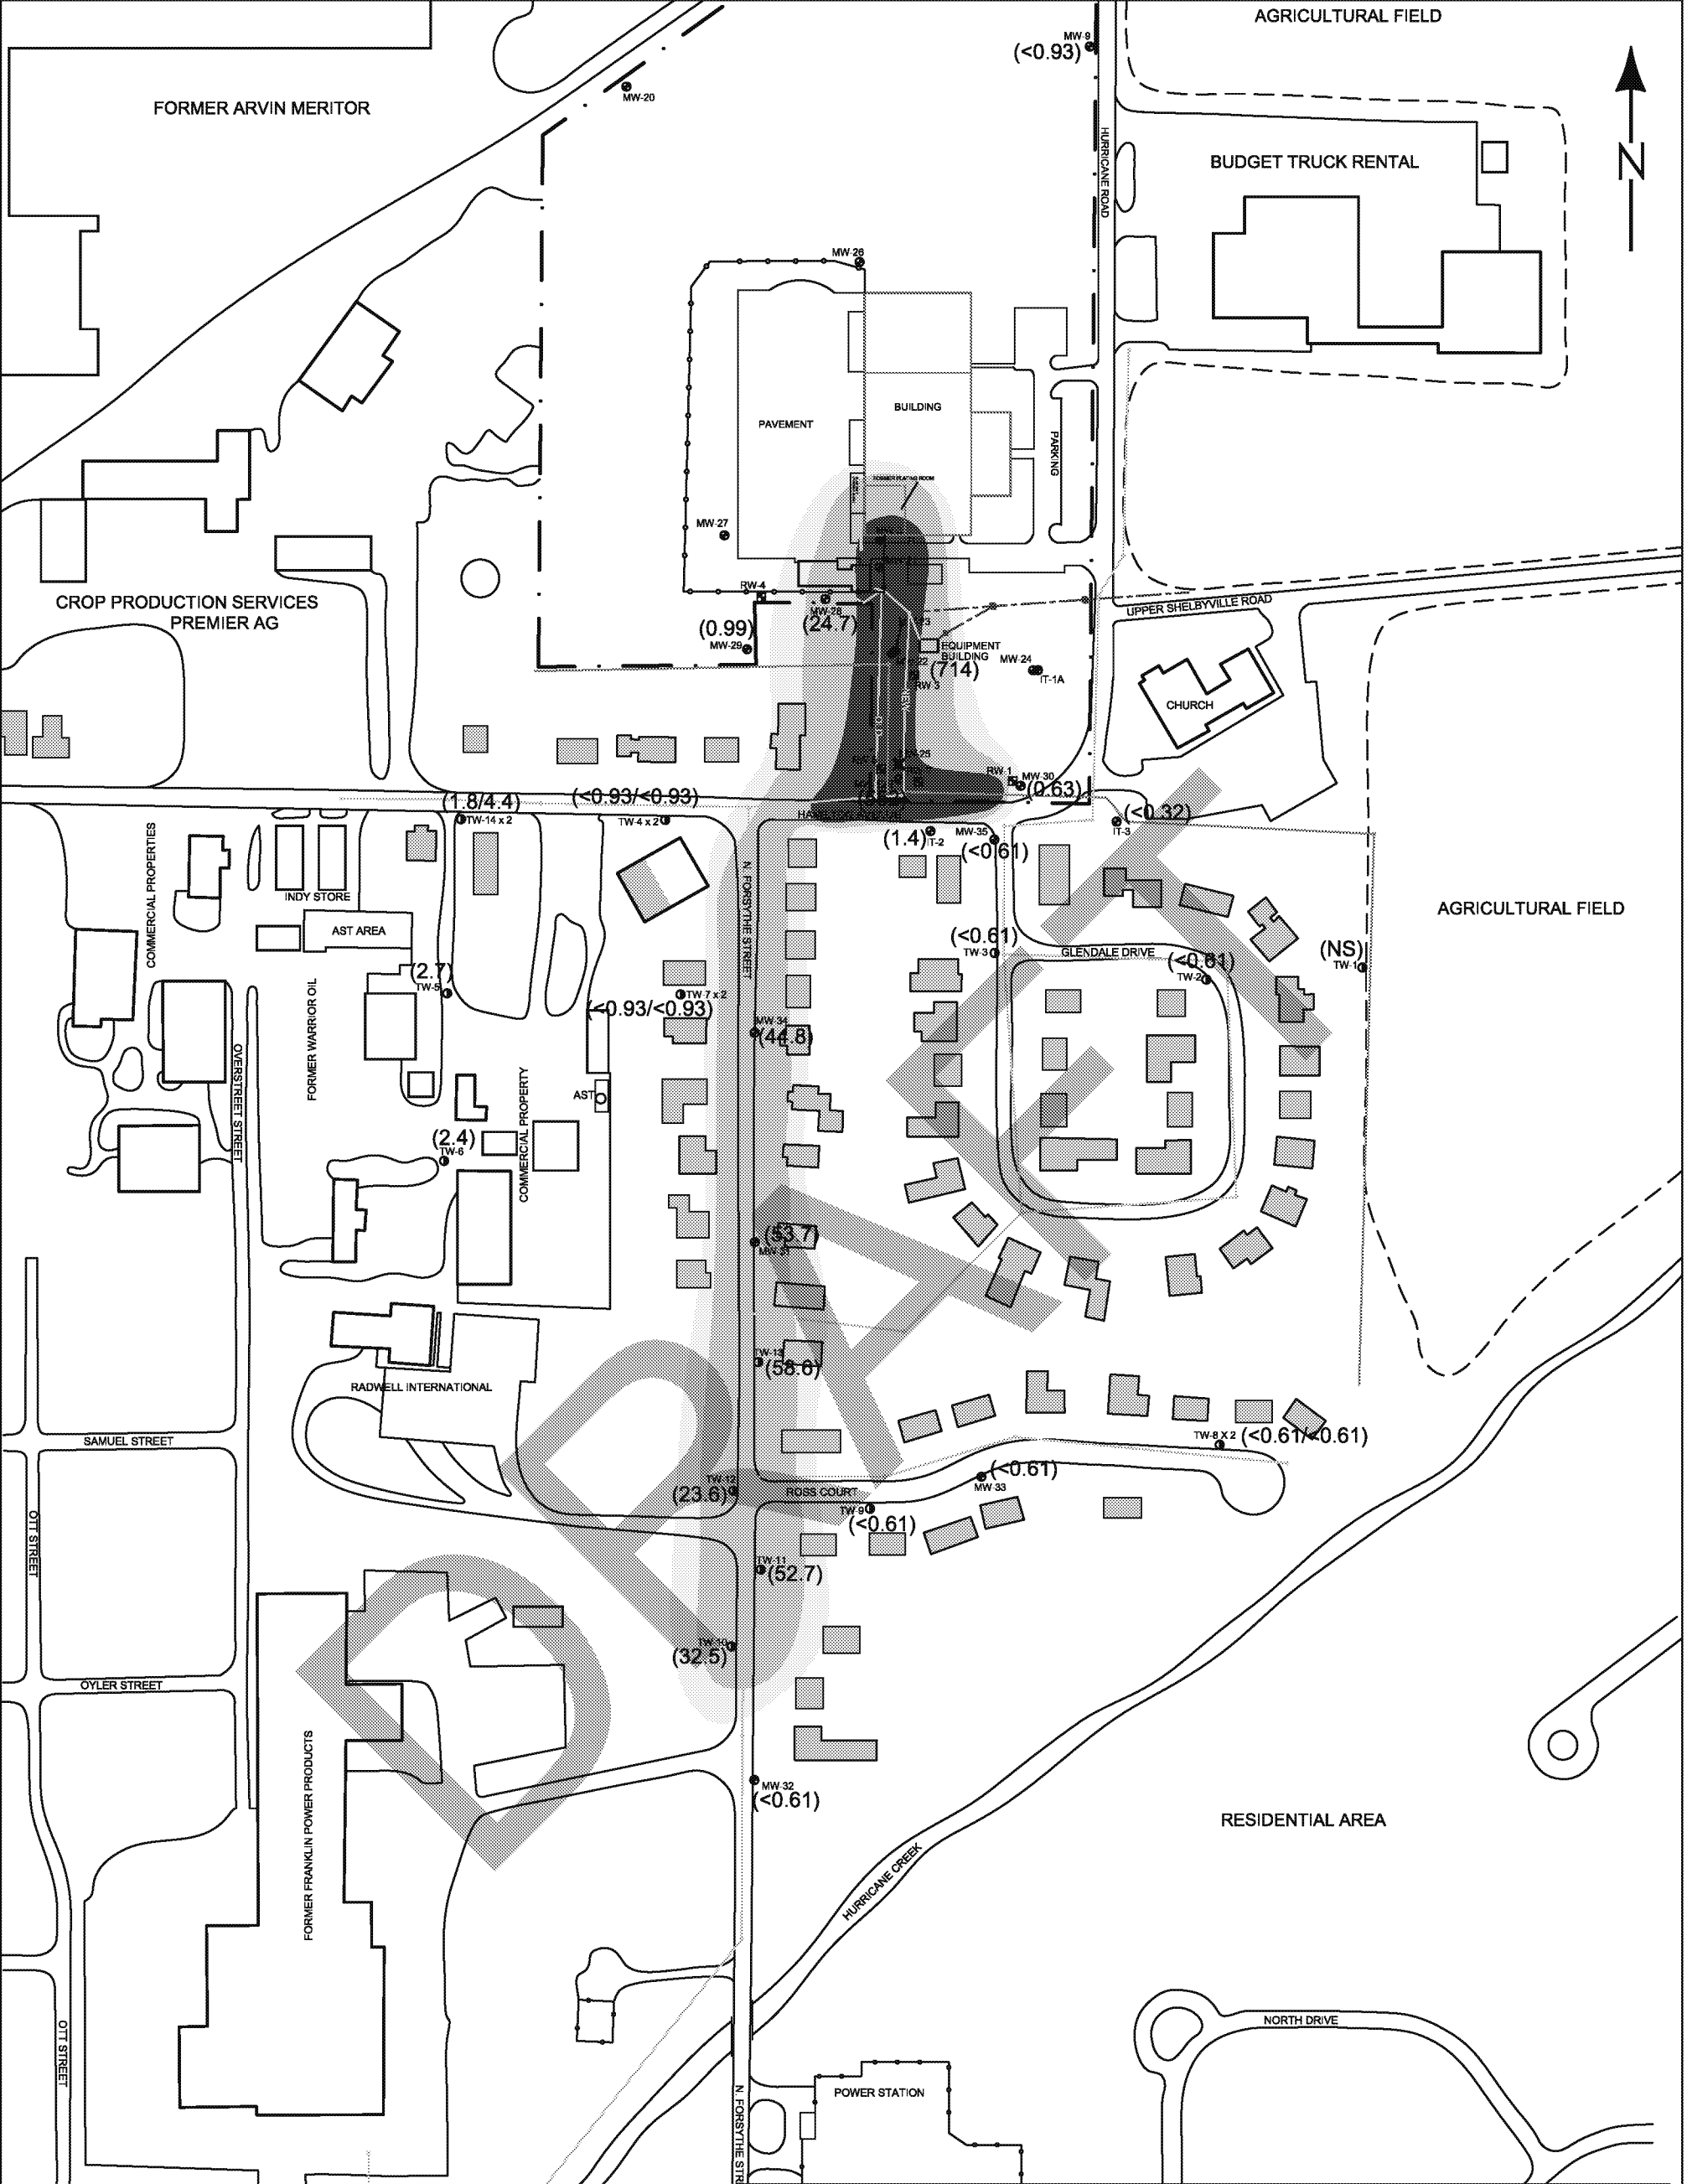 AGRICULTURAL FIELD
MW-9
(<0.93)
MW-20
FORMER ARVIN MERITOR
N
HURRICANE ROAD
BUDGET TRUCK RENTAL
MW-26
BUILDING
PAVEMENT
PARKING
FORMER PLATING ROOM
MW-27
RW-4
CROP PRODUCTION SERVICES
PREMIER AG
UPPER SHELBYVILLE ROAD
MW-28
(24.7)
(0.99)
MW-29
EQUIPMENT
BUILDING
(714)
MW-24
IT-1A
RW-3
NEW
OLD
CHURCH
RW-1
MW-30
(0.63)
(1.8/4.4)
TW-14 x 2
(<0.93/<0.93)
TW-4 x 2
(<0.32)
IT-3
(1.4)
IT-2
MW-35
(<0.61)
COMMERCIAL PROPERTIES
N. FORSYTHE STREET
INDY STORE
AST AREA
AGRICULTURAL FIELD
(<0.61)
TW-3
GLENDALE DRIVE
(<0.61)
TW-2
(NS)
TW-1
(2.7)
TW-5
FORMER WARRIOR OIL
TW-7 x 2
(<0.93/<0.93)
MW-34
(44.8)
OVERSTREET STREET
COMMERCIAL PROPERTY
AST
(2.4)
TW-6
(53.7)
MW-31
TW-13
(58.6)
RADWELL INTERNATIONAL
SAMUEL STREET
TW-8 X 2
(<0.61/<0.61)
TW-12
(23.6)
ROSS COURT
(<0.61)
MW-33
TW-9
(<0.61)
OTT STREET
TW-11
(52.7)
TW-10
(32.5)
OYLER STREET
FORMER FRANKLIN POWER PRODUCTS
MW-32
(<0.61)
RESIDENTIAL AREA
HURRICANE CREEK
OTT STREET
NORTH DRIVE
POWER STATION
N. FORSYTHE STR
DRAFT